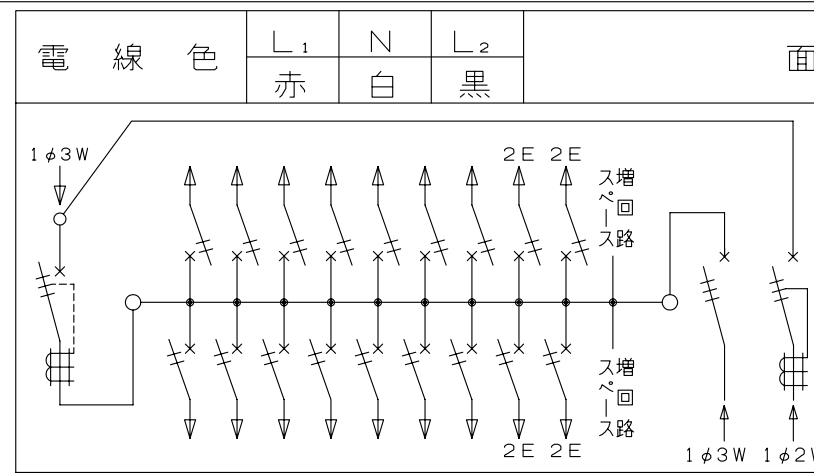 電線色 L₁ N L₂ 面
赤 白 黒
1φ3W
2E 2E
増回路
スペース
増回路
スペース
2E 2E
1φ3W 1φ2W